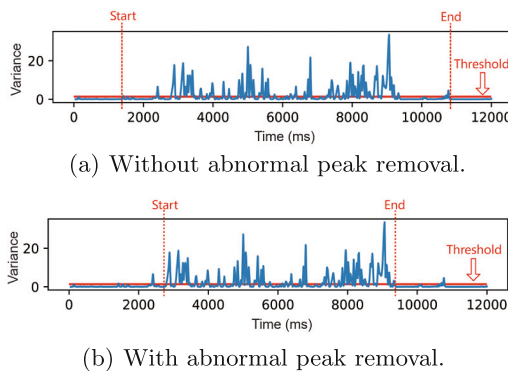 Start
End
Variance
20
0
Threshold
0 2000 4000 6000 8000 10000 12000
Time (ms)
(a) Without abnormal peak removal.
Start
End
Variance
20
0
Threshold
0 2000 4000 6000 8000 10000 12000
Time (ms)
(b) With abnormal peak removal.